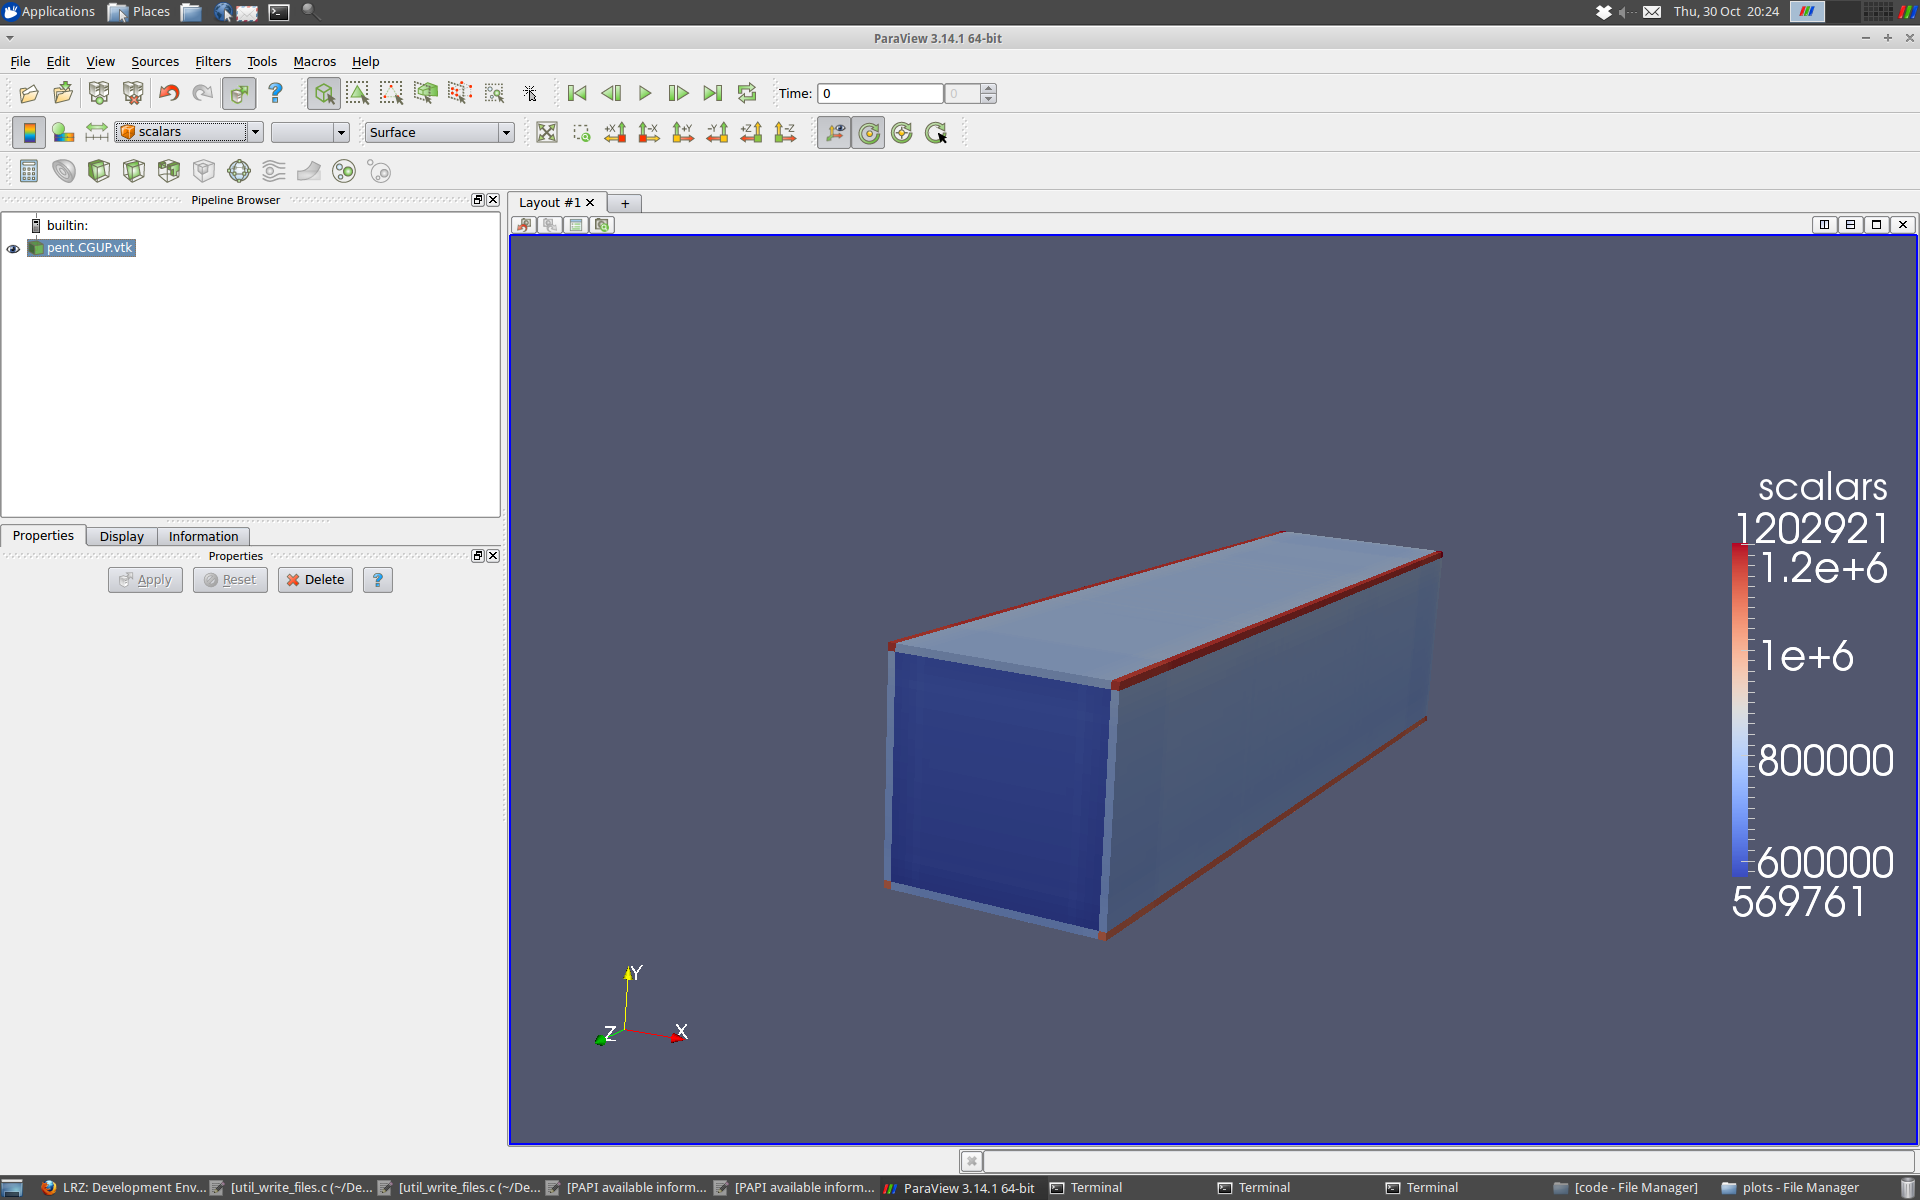 Applications Places Thu, 30 Oct 20:24
ParaView 3.14.1 64-bit
File Edit View Sources Filters Tools Macros Help
Time: 0 0
scalars Surface
+X -X +Y -Y +Z -Z
Pipeline Browser
builtin:
pent.CGUP.vtk
Properties Display Information
Properties
Apply Reset Delete ?
Layout #1 +
scalars
1202921
1.2e+6
1e+6
800000
600000
569761
Y
Z X
LRZ: Development Env... [util_write_files.c (~/De... [util_write_files.c (~/De... [PAPI available inform... [PAPI available inform... ParaView 3.14.1 64-bit Terminal Terminal Terminal [code - File Manager] plots - File Manager